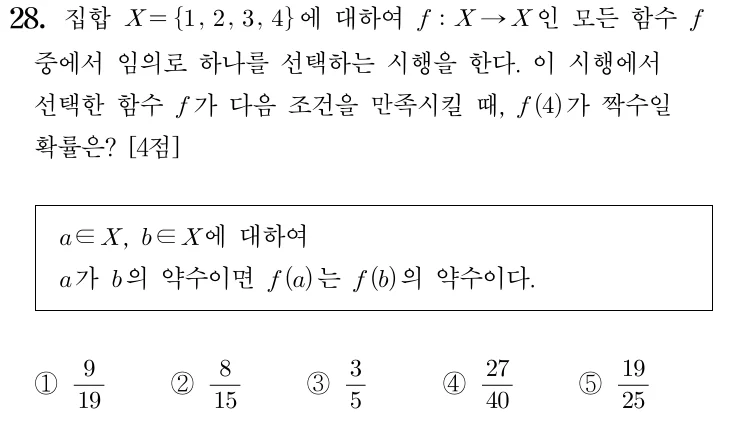 28. 집합 X={1, 2, 3, 4}에 대하여 f : X→X인 모든 함수 f
중에서 임의로 하나를 선택하는 시행을 한다. 이 시행에서
선택한 함수 f가 다음 조건을 만족시킬 때, f(4)가 짝수일
확률은? [4점]
a∈X, b∈X에 대하여
a가 b의 약수이면 f(a)는 f(b)의 약수이다.
① 9/19 ② 8/15 ③ 3/5 ④ 27/40 ⑤ 19/25